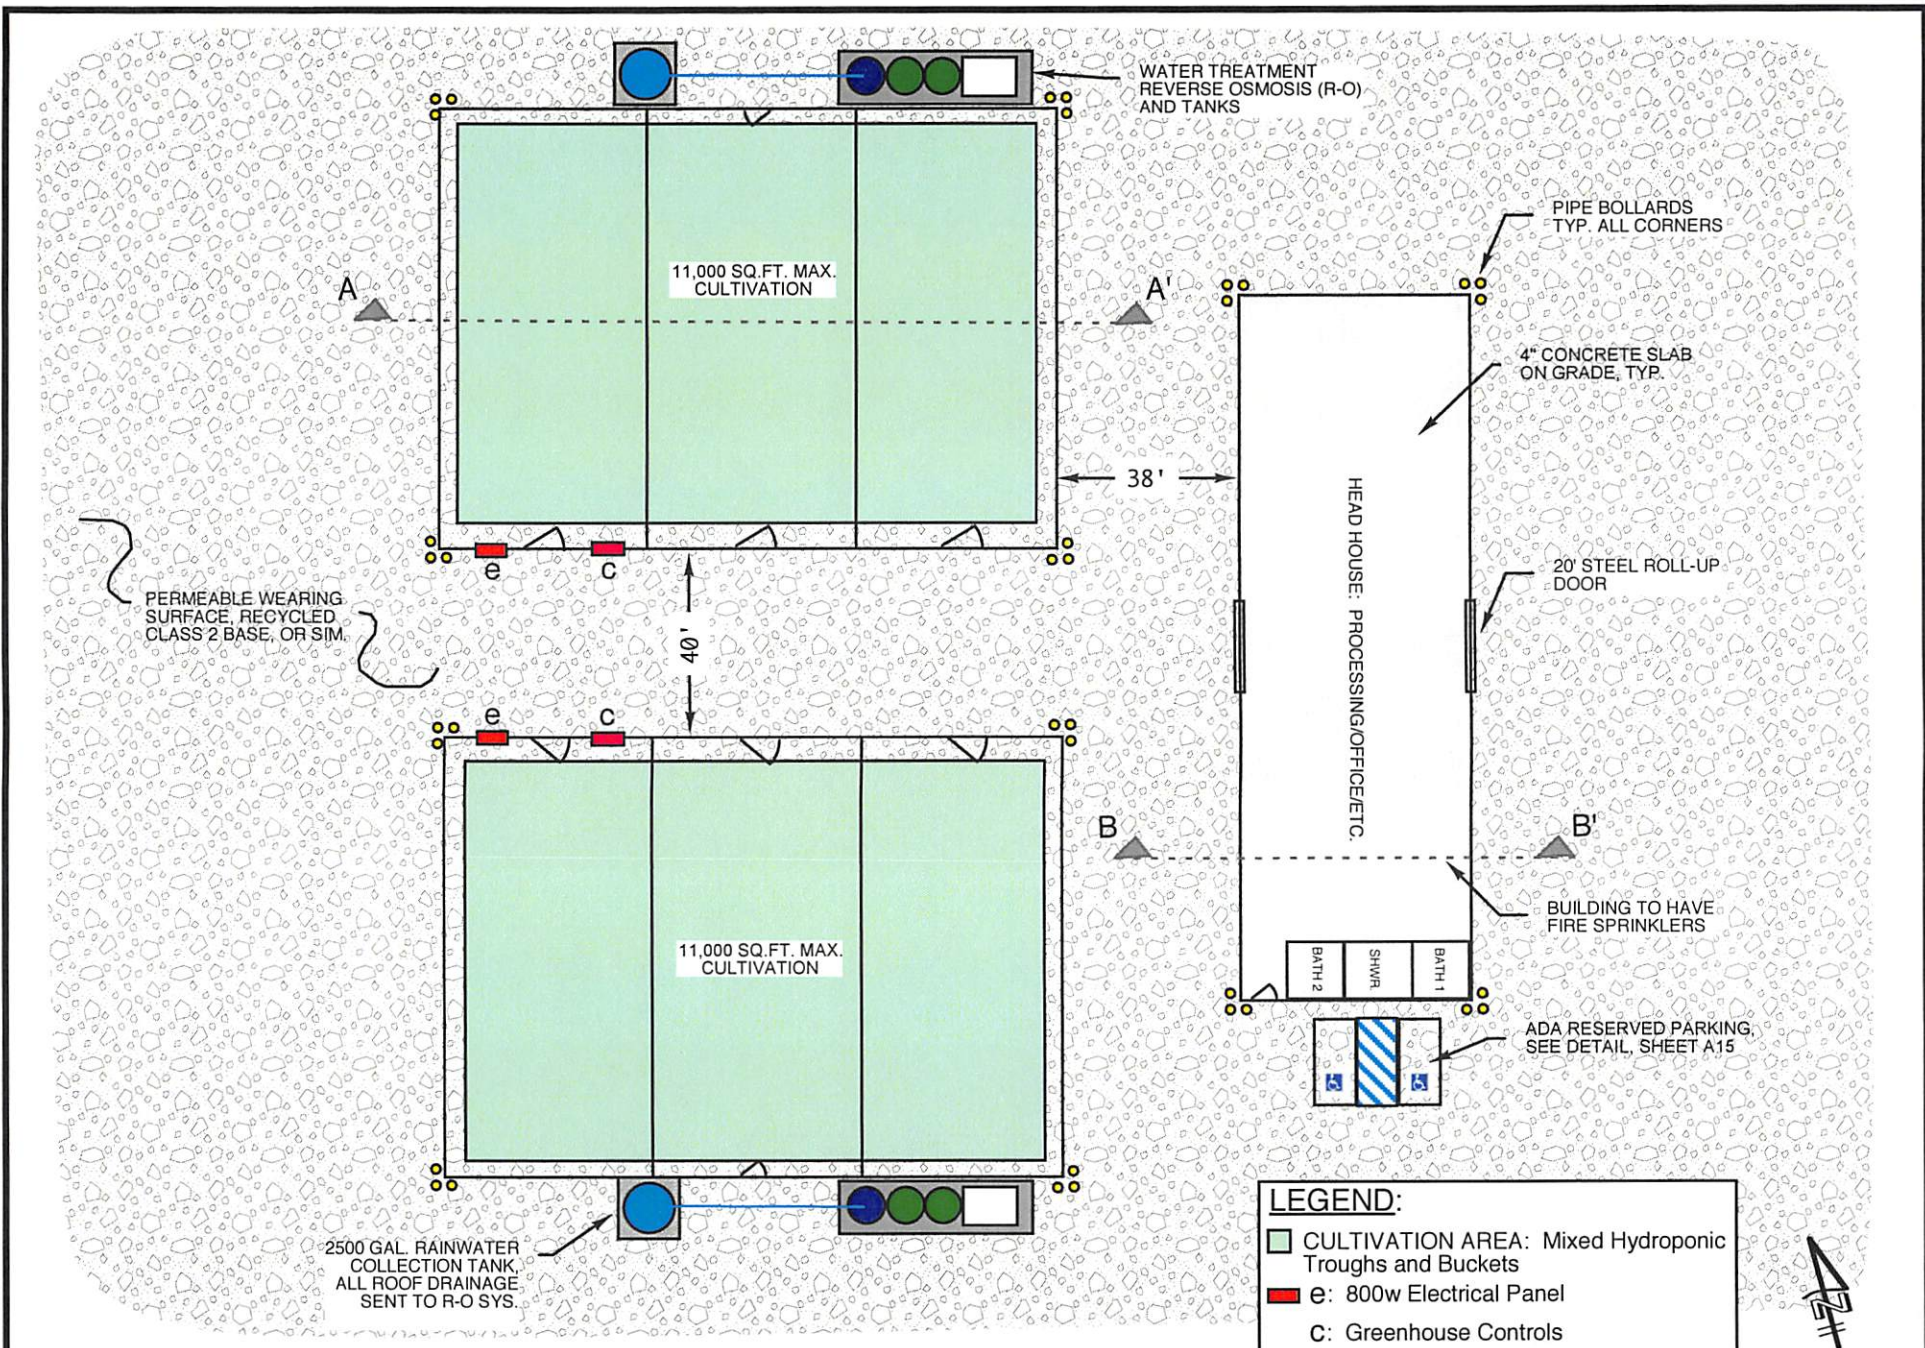 WATER TREATMENT
REVERSE OSMOSIS (R-O)
AND TANKS
PIPE BOLLARDS
TYP. ALL CORNERS
11,000 SQ.FT. MAX.
CULTIVATION
A
A'
4" CONCRETE SLAB
ON GRADE, TYP.
38'
HEAD HOUSE: PROCESSING/OFFICE/ETC.
e
c
20' STEEL ROLL-UP
DOOR
PERMEABLE WEARING
SURFACE, RECYCLED
CLASS 2 BASE, OR SIM.
40'
e
c
B
B'
BUILDING TO HAVE
FIRE SPRINKLERS
11,000 SQ.FT. MAX.
CULTIVATION
BATH 2
SHWR
BATH 1
ADA RESERVED PARKING,
SEE DETAIL, SHEET A15
2500 GAL. RAINWATER
COLLECTION TANK,
ALL ROOF DRAINAGE
SENT TO R-O SYS.
LEGEND:
CULTIVATION AREA: Mixed Hydroponic
Troughs and Buckets
e: 800w Electrical Panel
c: Greenhouse Controls
N